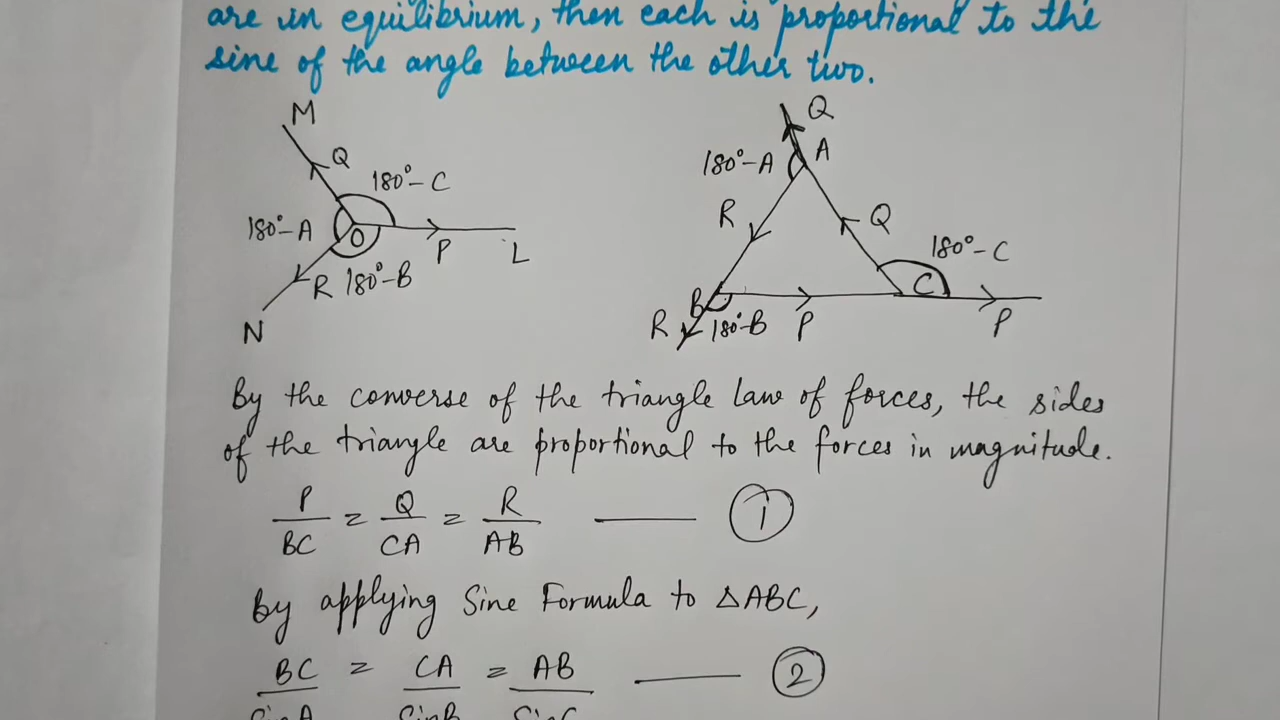 are in equilibrium, then each is proportional to the
sine of the angle between the other two.
M
Q
180°-C
180°-A
O
P
L
R
180°-B
N
Q
A
180°-A
R
Q
180°-C
B
C
R
180°-B
P
P
By the converse of the triangle law of forces, the sides
of the triangle are proportional to the forces in magnitude.
P/BC = Q/CA = R/AB —— 1
By applying Sine Formula to ΔABC,
BC/SinA = CA/SinB = AB/SinC —— 2